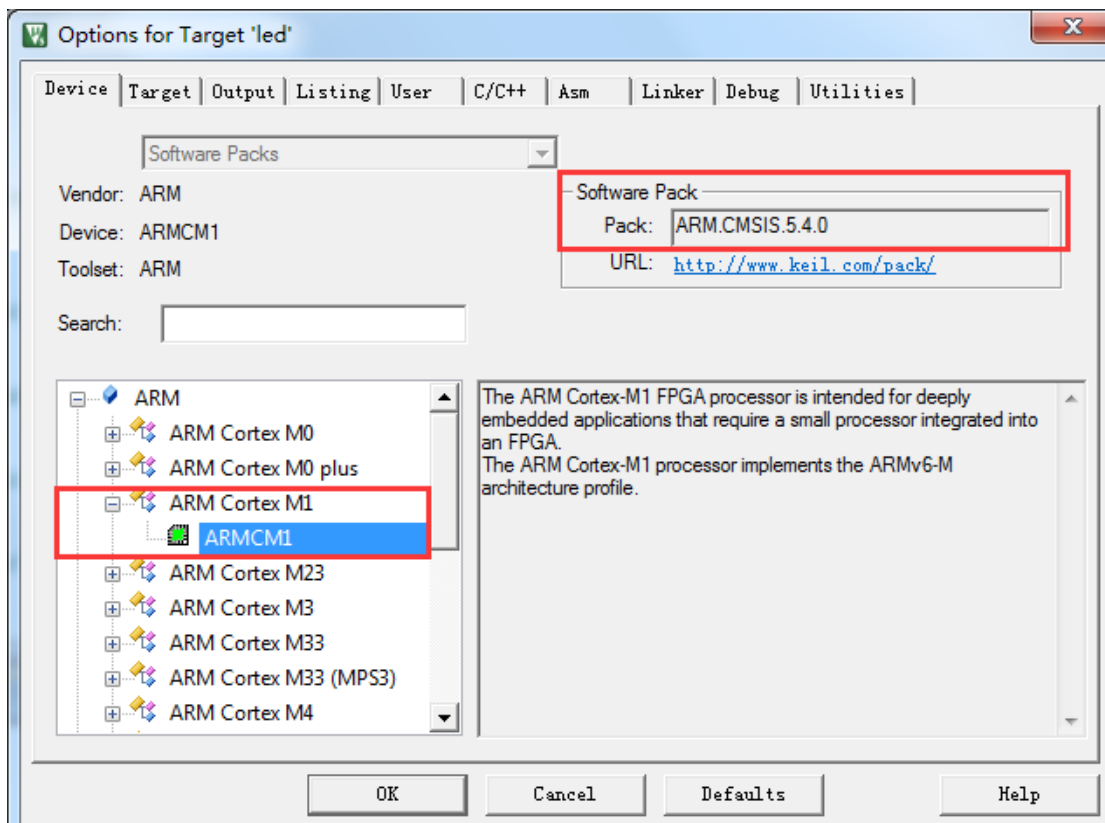 Options for Target 'led'
Device Target Output Listing User C/C++ Asm Linker Debug Utilities
Software Packs
Vendor: ARM
Device: ARMCM1
Toolset: ARM
Software Pack
Pack: ARM.CMSIS.5.4.0
URL: http://www.keil.com/pack/
Search:
ARM
ARM Cortex M0
ARM Cortex M0 plus
ARM Cortex M1
ARMCM1
ARM Cortex M23
ARM Cortex M3
ARM Cortex M33
ARM Cortex M33 (MPS3)
ARM Cortex M4
The ARM Cortex-M1 FPGA processor is intended for deeply
embedded applications that require a small processor integrated into
an FPGA.
The ARM Cortex-M1 processor implements the ARMv6-M
architecture profile.
OK Cancel Defaults Help